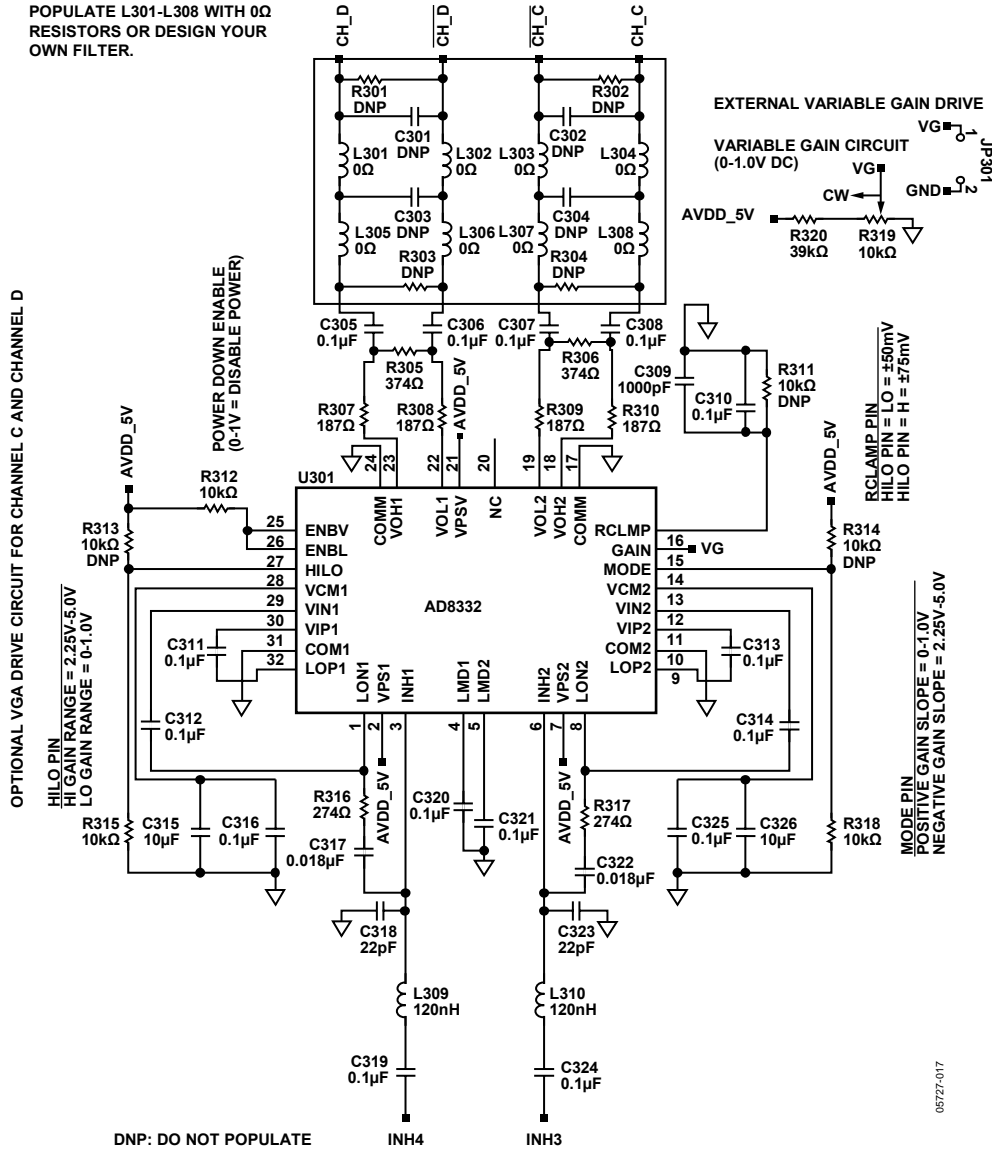 POPULATE L301-L308 WITH 0Ω
RESISTORS OR DESIGN YOUR
OWN FILTER.
CH_D
CH_D
CH_C
CH_C
R301
DNP
R302
DNP
C301
DNP
C302
DNP
L301
0Ω
L302
0Ω
L303
0Ω
L304
0Ω
C303
DNP
C304
DNP
L305
0Ω
L306
0Ω
L307
0Ω
L308
0Ω
R303
DNP
R304
DNP
EXTERNAL VARIABLE GAIN DRIVE
VARIABLE GAIN CIRCUIT
(0-1.0V DC)
VG
1
JP301
2
GND
VG
CW
AVDD_5V
R320
39kΩ
R319
10kΩ
OPTIONAL VGA DRIVE CIRCUIT FOR CHANNEL C AND CHANNEL D
POWER DOWN ENABLE
(0-1V = DISABLE POWER)
C305
0.1µF
C306
0.1µF
C307
0.1µF
C308
0.1µF
R305
374Ω
R306
374Ω
AVDD_5V
R307
187Ω
R308
187Ω
R309
187Ω
R310
187Ω
C309
1000pF
C310
0.1µF
R311
10kΩ
DNP
RCLAMP PIN
HILO PIN = LO = ±50mV
HILO PIN = H = ±75mV
AVDD_5V
AVDD_5V
R312
10kΩ
R313
10kΩ
DNP
R314
10kΩ
DNP
U301
24
23
22
21
20
19
18
17
COMM
VOH1
VOL1
VPSV
NC
VOL2
VOH2
COMM
25
ENBV
26
ENBL
27
HILO
28
VCM1
29
VIN1
30
VIP1
31
COM1
32
LOP1
AD8332
RCLMP
GAIN
16
VG
MODE
15
VCM2
14
VIN2
13
VIP2
12
COM2
11
LOP2
10
9
LON1
VPS1
INH1
LMD1
LMD2
INH2
VPS2
LON2
1
2
3
4
5
6
7
8
HILO PIN
HI GAIN RANGE = 2.25V-5.0V
LO GAIN RANGE = 0-1.0V
MODE PIN
POSITIVE GAIN SLOPE = 0-1.0V
NEGATIVE GAIN SLOPE = 2.25V-5.0V
C311
0.1µF
C312
0.1µF
C313
0.1µF
C314
0.1µF
AVDD_5V
AVDD_5V
R315
10kΩ
C315
10µF
C316
0.1µF
R316
274Ω
C317
0.018µF
C320
0.1µF
C321
0.1µF
R317
274Ω
C322
0.018µF
C325
0.1µF
C326
10µF
R318
10kΩ
C318
22pF
C323
22pF
L309
120nH
L310
120nH
C319
0.1µF
C324
0.1µF
INH4
INH3
DNP: DO NOT POPULATE
05727-017